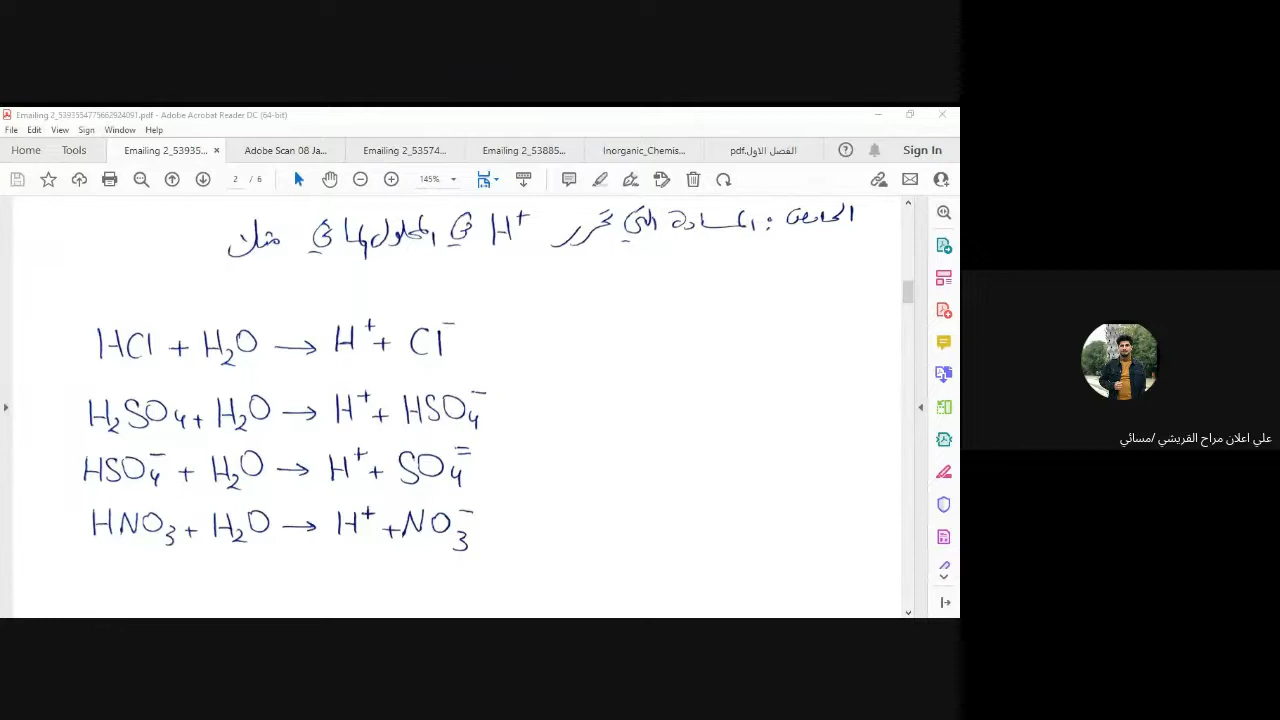 Emailing 2_5393554775662924091.pdf - Adobe Acrobat Reader DC (64-bit)
File Edit View Sign Window Help
Home Tools Emailing 2_53935... × Adobe Scan 08 Ja... Emailing 2_53574... Emailing 2_53885... Inorganic_Chemis... الفصل الاول.pdf Sign In
2 / 6 145%
الحامض : المادة التي تحرر H⁺ في المحلول المائي مثل
HCl + H₂O → H⁺ + Cl⁻
H₂SO₄ + H₂O → H⁺ + HSO₄⁻
HSO₄⁻ + H₂O → H⁺ + SO₄⁼
HNO₃ + H₂O → H⁺ + NO₃⁻
علي اعلان مراح القريشي /مسائي